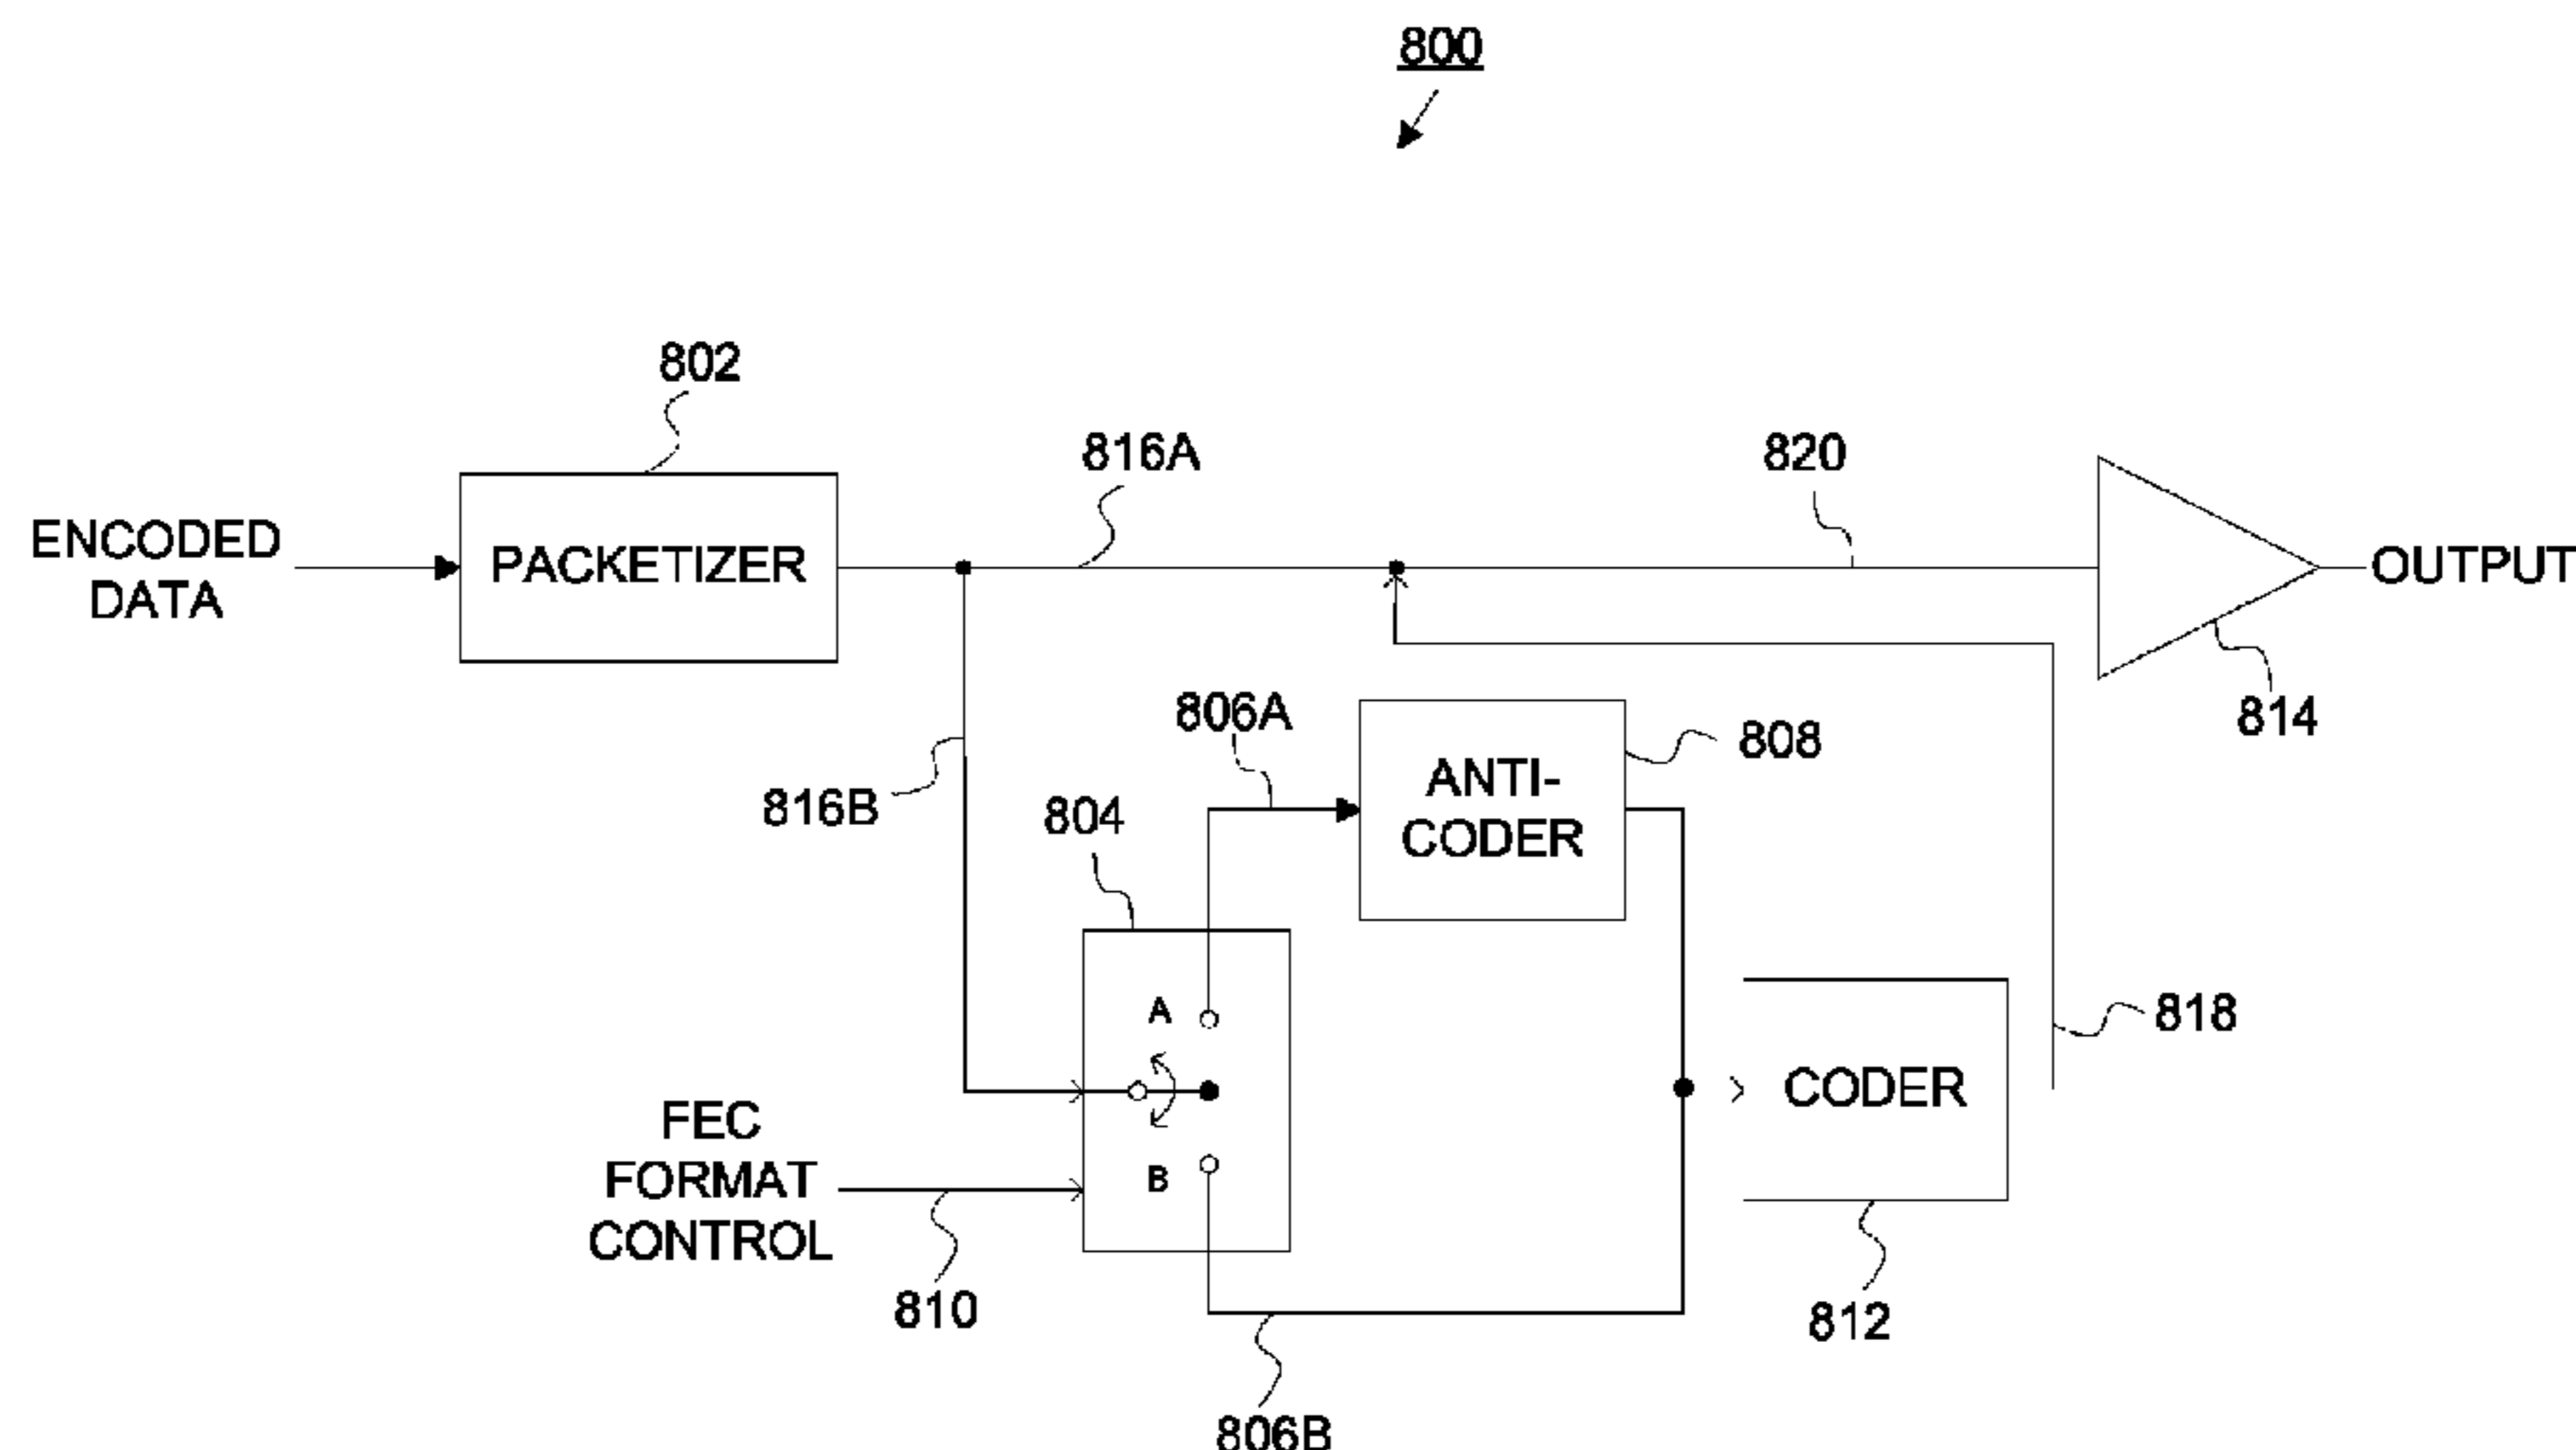 800
802
816A
820
ENCODED
DATA
PACKETIZER
OUTPUT
806A
814
808
ANTI-
CODER
816B
804
A
818
CODER
FEC
FORMAT
CONTROL
B
810
812
806B